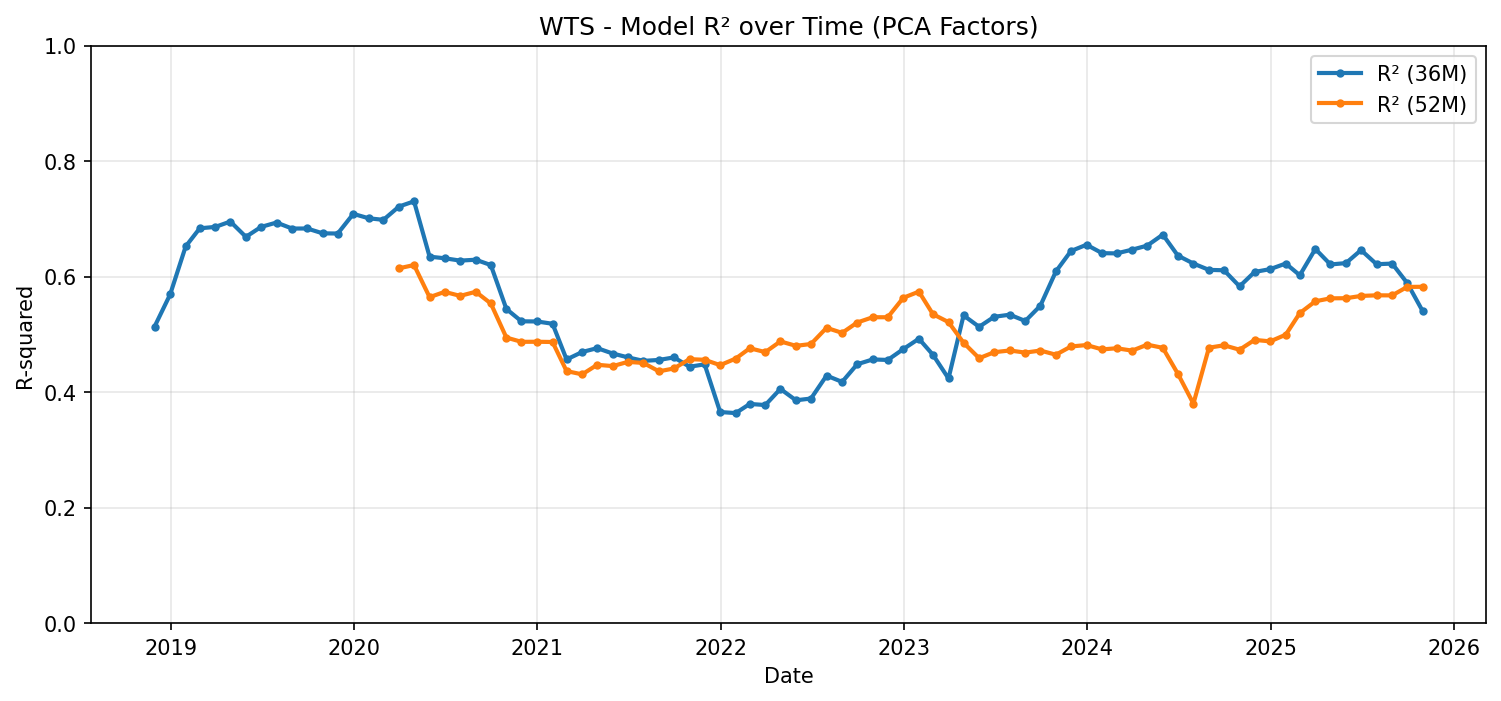 WTS - Model R² over Time (PCA Factors)
R² (36M)
R² (52M)
R-squared
1.0
0.8
0.6
0.4
0.2
0.0
2019 2020 2021 2022 2023 2024 2025 2026
Date